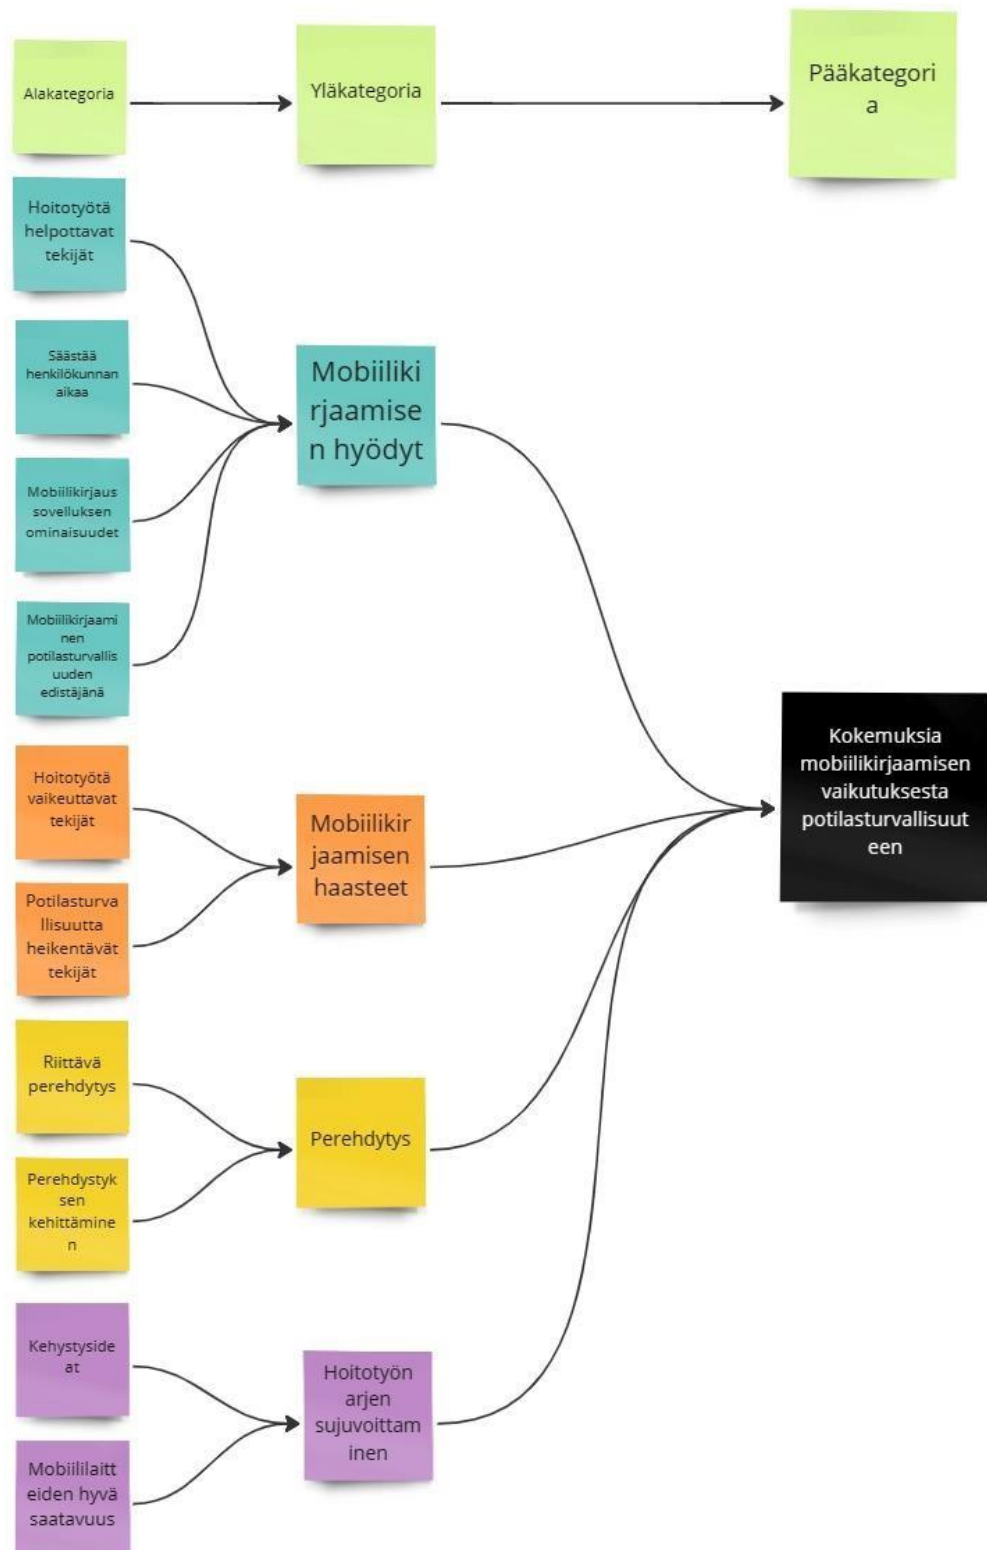 Alakategoria
Yläkategoria
Pääkategori
a
Hoitotyötä
helpottavat
tekijät
Säästää
henkilökunnan
aikaa
Mobiilikirjaus
sovelluksen
ominaisuudet
Mobiilikirjaami
nen
potilasturvallis
uuden
edistäjänä
Mobiiliki
rjaamise
n hyödyt
Hoitotyötä
vaikeuttavat
tekijät
Potilasturva
llisuutta
heikentävät
tekijät
Mobiilikir
jaamisen
haasteet
Riittävä
perehdytys
Perehdystyk
sen
kehittämine
n
Perehdytys
Kehystyside
at
Mobiililaitt
eiden hyvä
saatavuus
Hoitotyön
arjen
sujuvoittam
inen
Kokemuksia
mobiilikirjaamisen
vaikutuksesta
potilasturvallisuut
een